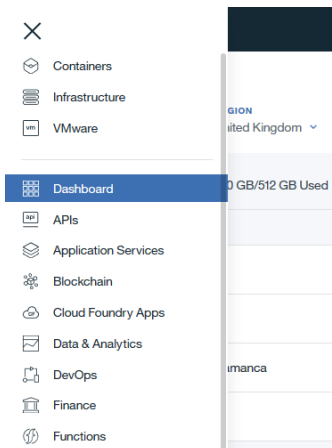 Containers
Infrastructure
vm VMware
Dashboard
api APIs
Application Services
Blockchain
CF Cloud Foundry Apps
Data & Analytics
DevOps
Finance
Functions
GION
ited Kingdom
0 GB/512 GB Used
amanca